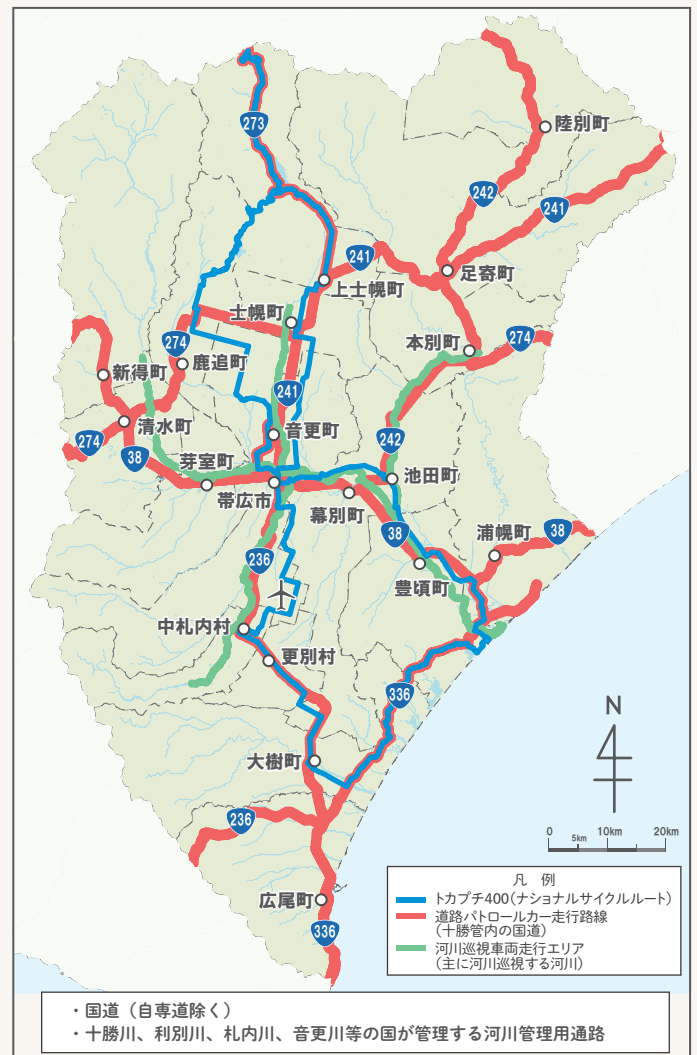 273
陸別町
242
241
足寄町
241
上士幌町
士幌町
274
本別町
274
鹿追町
新得町
241
清水町
音更町
242
274
38
芽室町
池田町
帯広市
幕別町
38
浦幌町
38
236
豊頃町
中札内村
更別村
336
N
大樹町
0 5km 10km 20km
236
広尾町
336
凡 例
トカプチ400(ナショナルサイクルルート)
道路パトロールカー走行路線
(十勝管内の国道)
河川巡視車両走行エリア
(主に河川巡視する河川)
・国道(自専道除く)
・十勝川、利別川、札内川、音更川等の国が管理する河川管理用通路